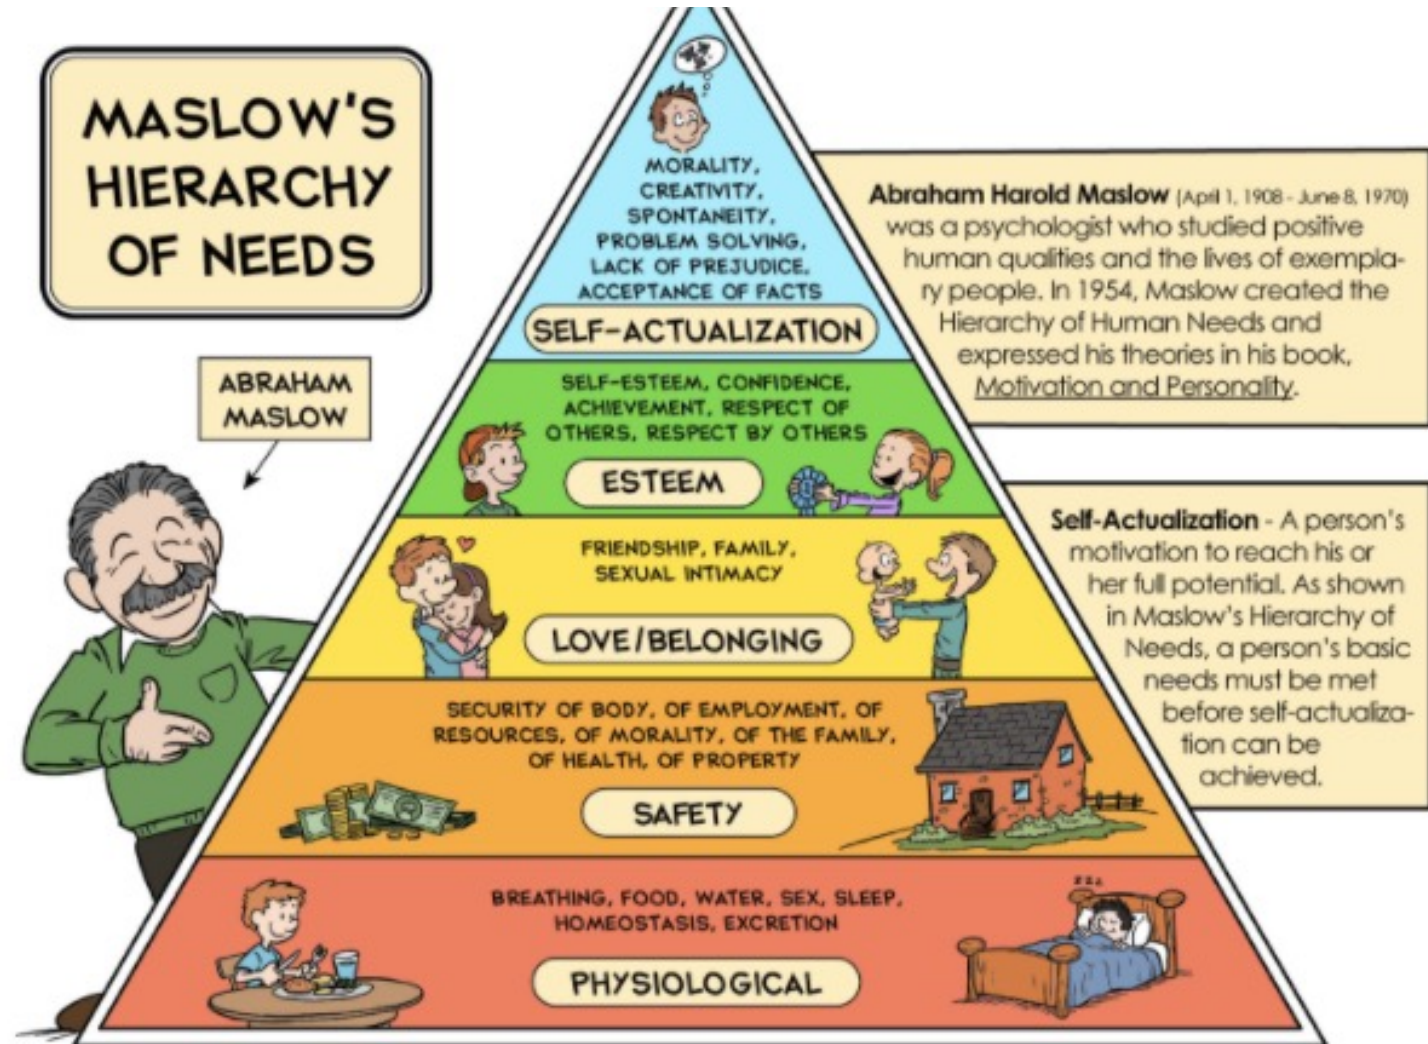 MASLOW'S
HIERARCHY
OF NEEDS
ABRAHAM
MASLOW
MORALITY,
CREATIVITY,
SPONTANEITY,
PROBLEM SOLVING,
LACK OF PREJUDICE,
ACCEPTANCE OF FACTS
SELF-ACTUALIZATION
SELF-ESTEEM, CONFIDENCE,
ACHIEVEMENT, RESPECT OF
OTHERS, RESPECT BY OTHERS
ESTEEM
1
FRIENDSHIP, FAMILY,
SEXUAL INTIMACY
LOVE/BELONGING
SECURITY OF BODY, OF EMPLOYMENT, OF
RESOURCES, OF MORALITY, OF THE FAMILY,
OF HEALTH, OF PROPERTY
SAFETY
BREATHING, FOOD, WATER, SEX, SLEEP,
HOMEOSTASIS, EXCRETION
zzz
PHYSIOLOGICAL
Abraham Harold Maslow (April 1, 1908 - June 8, 1970)
was a psychologist who studied positive
human qualities and the lives of exempla-
ry people. In 1954, Maslow created the
Hierarchy of Human Needs and
expressed his theories in his book,
Motivation and Personality.
Self-Actualization - A person's
motivation to reach his or
her full potential. As shown
in Maslow's Hierarchy of
Needs, a person's basic
needs must be met
before self-actualiza-
tion can be
achieved.